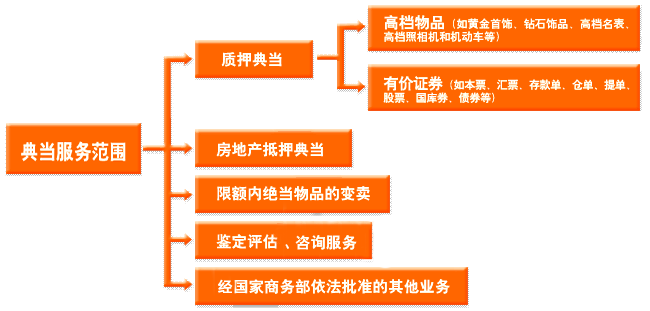 典当服务范围
质押典当
高档物品（如黄金首饰、钻石饰品、高档名表、
高档照相机和机动车等）
有价证券（如本票、汇票、存款单、仓单、提单、
股票、国库券、债券等）
房地产抵押典当
限额内绝当物品的变卖
鉴定评估、咨询服务
经国家商务部依法批准的其他业务